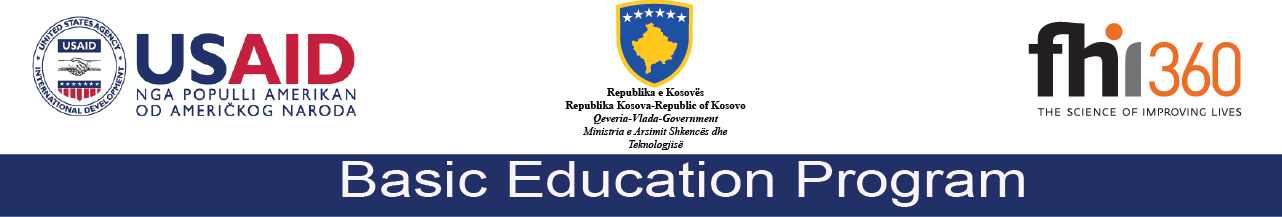 UNITED STATES AGENCY
USAID
INTERNATIONAL DEVELOPMENT
USAID
NGA POPULLI AMERIKAN
OD AMERIČKOG NARODA
Republika e Kosovës
Republika Kosova-Republic of Kosovo
Qeveria-Vlada-Government
Ministria e Arsimit Shkencës dhe
Teknologjisë
fhi360
THE SCIENCE OF IMPROVING LIVES
Basic Education Program